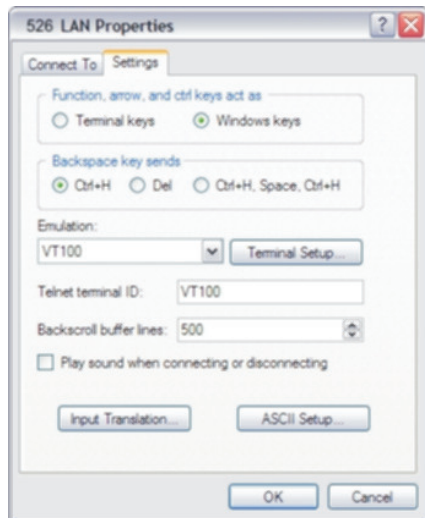 526 LAN Properties
Connect To Settings
Function, arrow, and ctrl keys act as
Terminal keys Windows keys
Backspace key sends
Ctrl+H Del Ctrl+H, Space, Ctrl+H
Emulation:
VT100 Terminal Setup...
Telnet terminal ID: VT100
Backscroll buffer lines: 500
Play sound when connecting or disconnecting
Input Translation... ASCII Setup...
OK Cancel